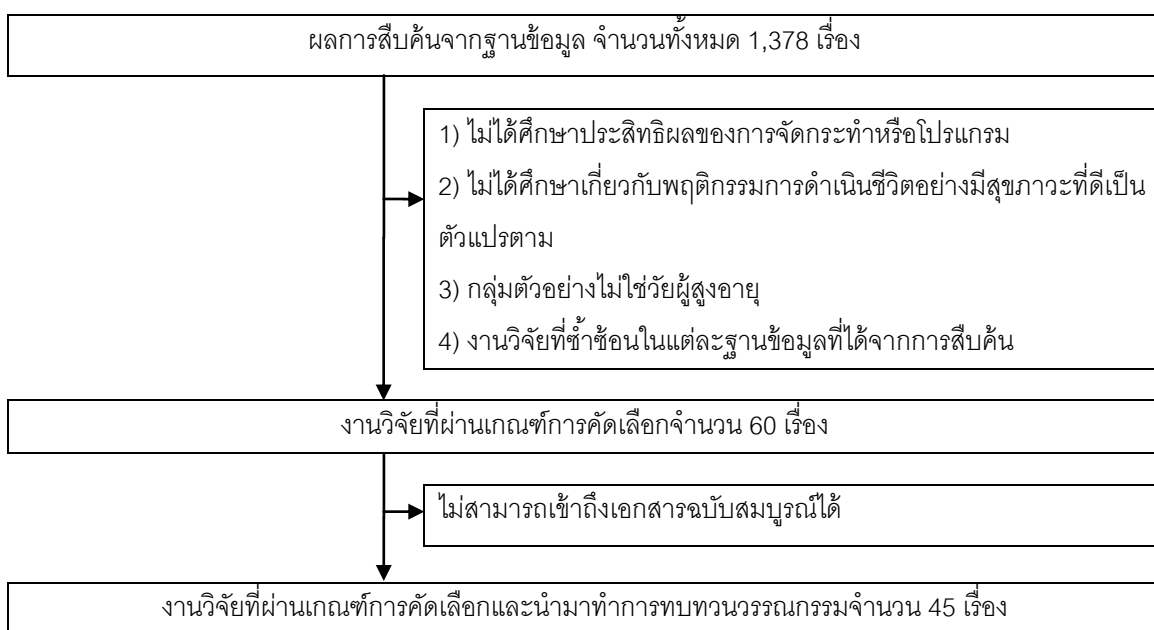 ผลการสืบค้นจากฐานข้อมูล จำนวนทั้งหมด 1,378 เรื่อง
1) ไม่ได้ศึกษาประสิทธิผลของการจัดกระทำหรือโปรแกรม
2) ไม่ได้ศึกษาเกี่ยวกับพฤติกรรมการดำเนินชีวิตอย่างมีสุขภาวะที่ดีเป็น
ตัวแปรตาม
3) กลุ่มตัวอย่างไม่ใช่วัยผู้สูงอายุ
4) งานวิจัยที่ซ้ำซ้อนในแต่ละฐานข้อมูลที่ได้จากการสืบค้น
งานวิจัยที่ผ่านเกณฑ์การคัดเลือกจำนวน 60 เรื่อง
ไม่สามารถเข้าถึงเอกสารฉบับสมบูรณ์ได้
งานวิจัยที่ผ่านเกณฑ์การคัดเลือกและนำมาทำการทบทวนวรรณกรรมจำนวน 45 เรื่อง